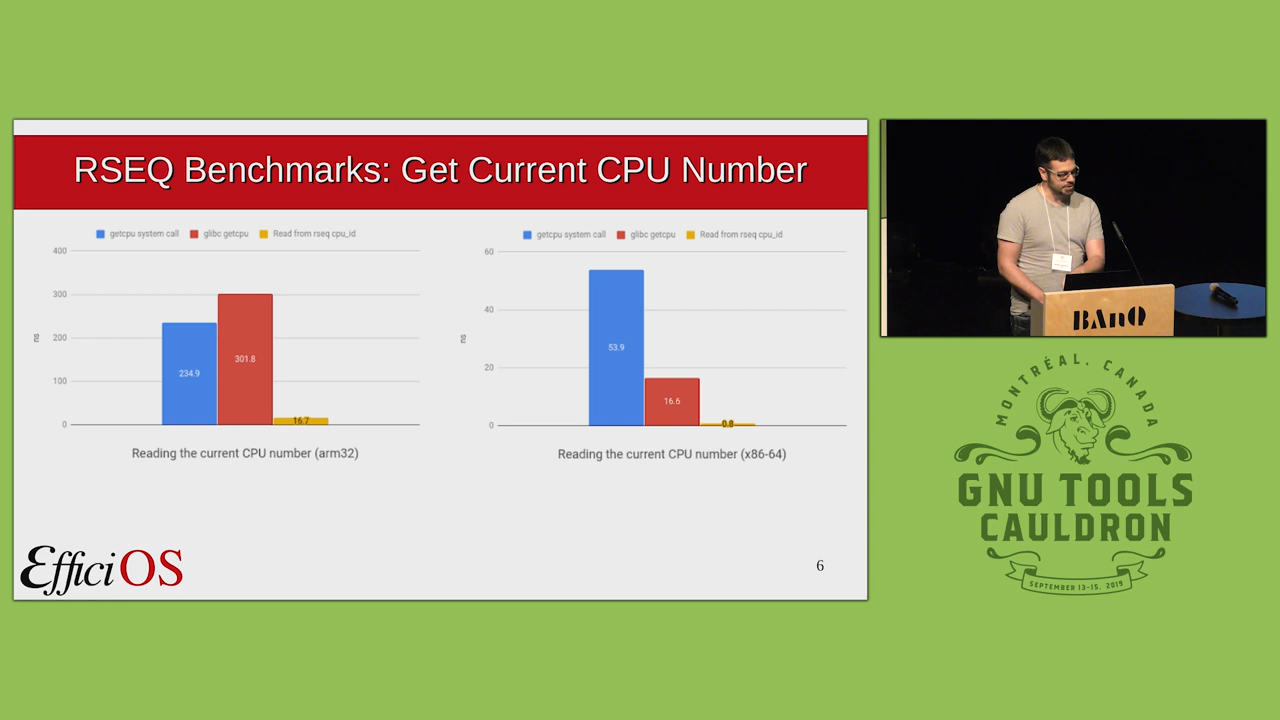 RSEQ Benchmarks: Get Current CPU Number
getcpu system call glibc getcpu Read from rseq cpu_id
400
300
200
100
0
ns
234.9
301.8
16.7
Reading the current CPU number (arm32)
getcpu system call glibc getcpu Read from rseq cpu_id
60
40
20
0
ns
53.9
16.6
0.8
Reading the current CPU number (x86-64)
EfficiOS
6
BAnQ
MONTRÉAL, CANADA
GNU TOOLS
CAULDRON
SEPTEMBER 13-15, 2019